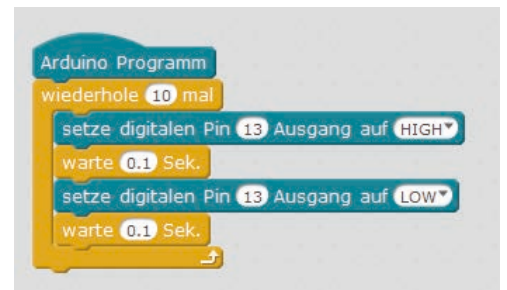 Arduino Programm
wiederhole 10 mal
setze digitalen Pin 13 Ausgang auf HIGH
warte 0.1 Sek.
setze digitalen Pin 13 Ausgang auf LOW
warte 0.1 Sek.